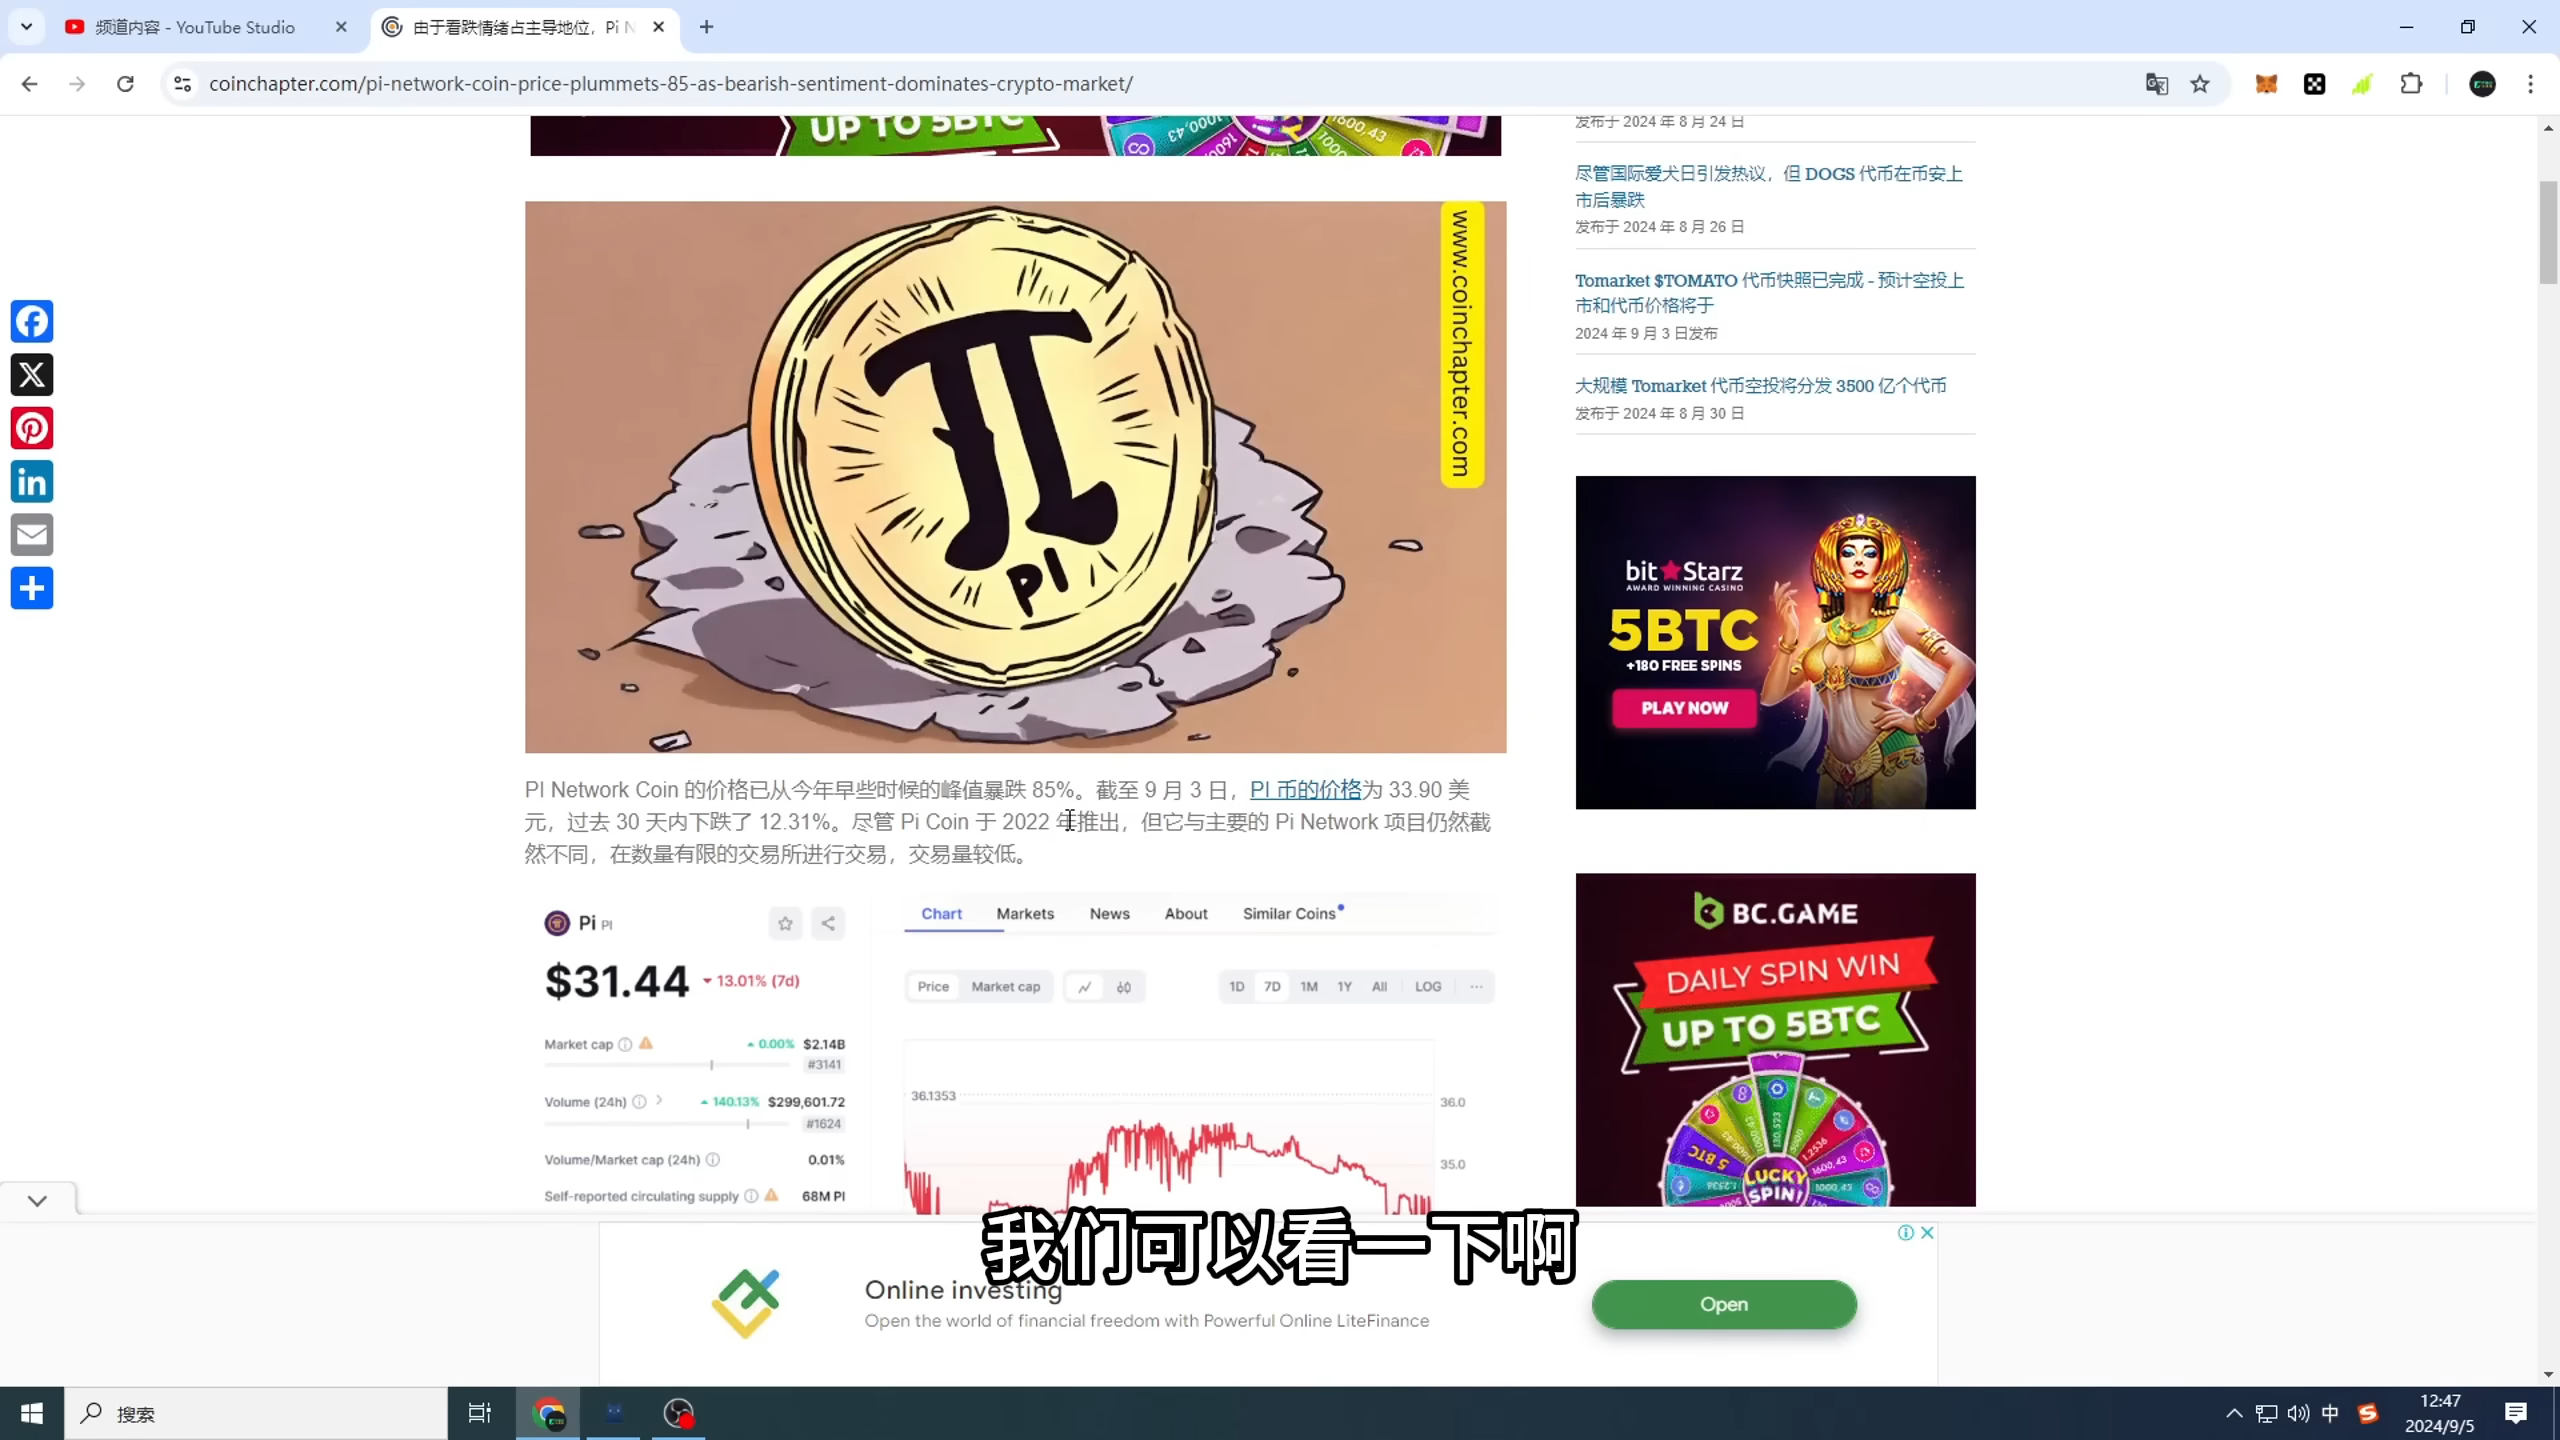 频道内容 - YouTube Studio
由于看跌情绪占主导地位，Pi N
coinchapter.com/pi-network-coin-price-plummets-85-as-bearish-sentiment-dominates-crypto-market/
UP TO 5BTC
发布于 2024 年 8 月 24 日
尽管国际爱犬日引发热议，但 DOGS 代币在币安上
市后暴跌
发布于 2024 年 8 月 26 日
Tomarket $TOMATO 代币快照已完成 - 预计空投上
市和代币价格将于
2024 年 9 月 3 日发布
大规模 Tomarket 代币空投将分发 3500 亿个代币
发布于 2024 年 8 月 30 日
www.coinchapter.com
PI
bit Starz
AWARD WINNING CASINO
5BTC
+180 FREE SPINS
PLAY NOW
PI Network Coin 的价格已从今年早些时候的峰值暴跌 85%。截至 9 月 3 日，PI 币的价格为 33.90 美
元，过去 30 天内下跌了 12.31%。尽管 Pi Coin 于 2022 年推出，但它与主要的 Pi Network 项目仍然截
然不同，在数量有限的交易所进行交易，交易量较低。
Pi PI
$31.44 13.01% (7d)
Market cap 0.00% $2.14B
#3141
Volume (24h) 140.13% $299,601.72
#1624
Volume/Market cap (24h) 0.01%
Self-reported circulating supply 68M PI
Chart Markets News About Similar Coins
Price Market cap 1D 7D 1M 1Y All LOG ...
36.1353
36.0
35.0
BC.GAME
DAILY SPIN WIN
UP TO 5BTC
LUCKY
SPIN!
我们可以看一下啊
Online investing
Open the world of financial freedom with Powerful Online LiteFinance
Open
搜索
中
12:47
2024/9/5